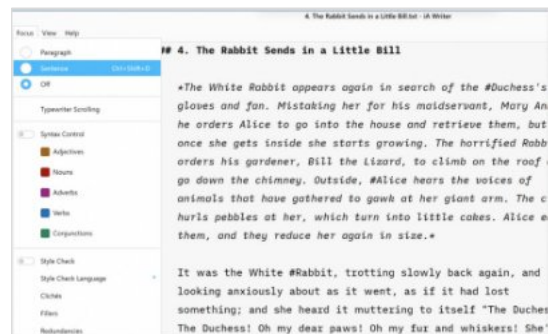 4. The Rabbit Sends in a Little Bill.txt - iA Writer
Focus View Help
Paragraph
Sentence Ctrl+Shift+D
Off
Typewriter Scrolling
Syntax Control
Adjectives
Nouns
Adverbs
Verbs
Conjunctions
Style Check
Style Check Language
Clichés
Fillers
Redundancies
## 4. The Rabbit Sends in a Little Bill
*The White Rabbit appears again in search of the #Duchess's
gloves and fan. Mistaking her for his maidservant, Mary An
he orders Alice to go into the house and retrieve them, but
once she gets inside she starts growing. The horrified Rabb
orders his gardener, Bill the Lizard, to climb on the roof
go down the chimney. Outside, #Alice hears the voices of
animals that have gathered to gawk at her giant arm. The c
hurls pebbles at her, which turn into little cakes. Alice e
them, and they reduce her again in size.*
It was the White #Rabbit, trotting slowly back again, and
looking anxiously about as it went, as if it had lost
something; and she heard it muttering to itself "The Duches
The Duchess! Oh my dear paws! Oh my fur and whiskers! She'